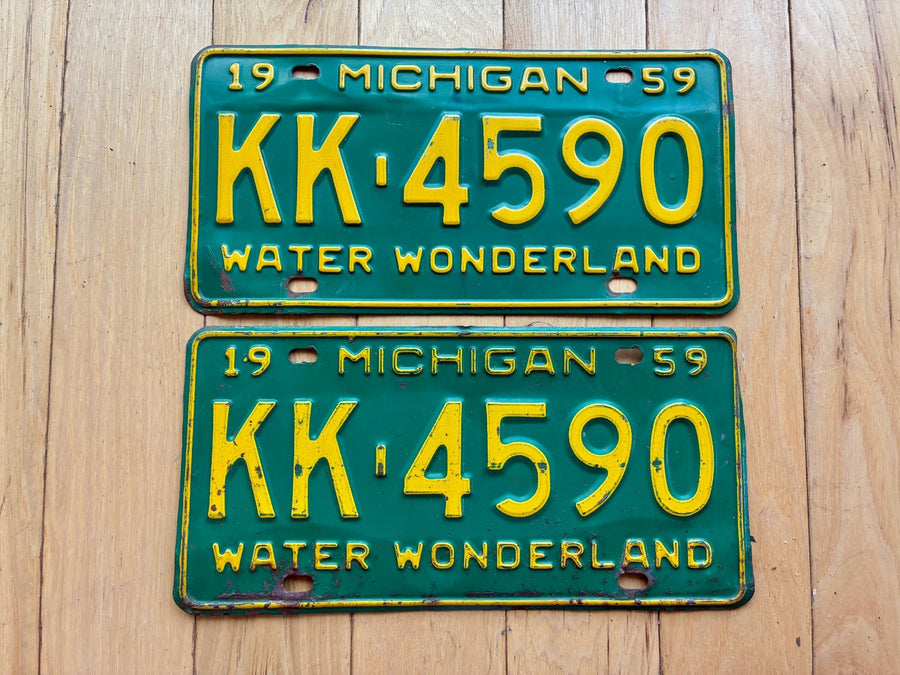 19 MICHIGAN 59
KK-4590
WATER WONDERLAND
19 MICHIGAN 59
KK-4590
WATER WONDERLAND